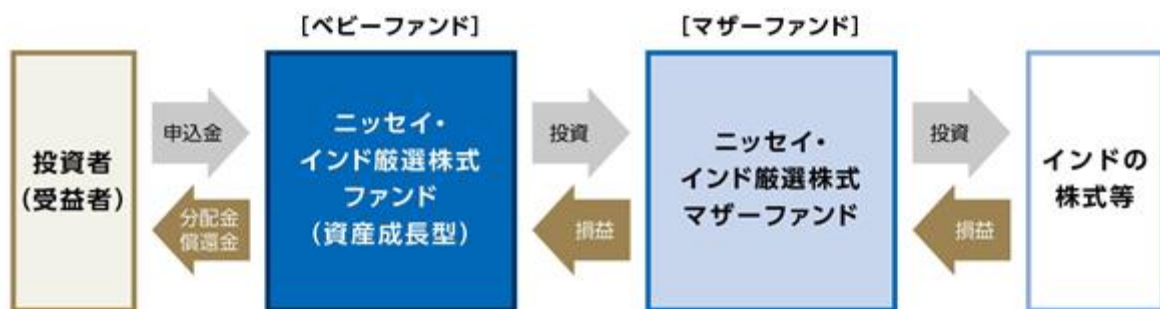 [ベビーファンド]
[マザーファンド]
投資者
(受益者)
申込金
分配金
償還金
ニッセイ・
インド厳選株式
ファンド
(資産成長型)
投資
損益
ニッセイ・
インド厳選株式
マザーファンド
投資
損益
インドの
株式等